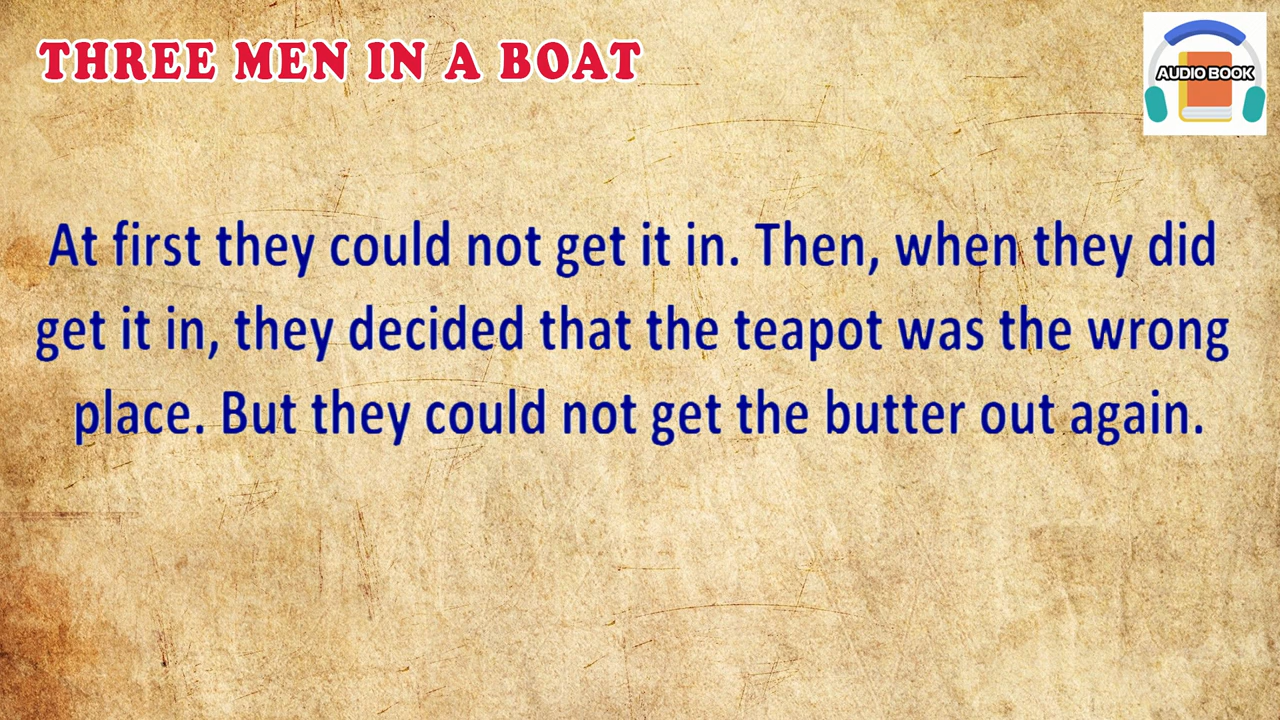 THREE MEN IN A BOAT
AUDIO BOOK
At first they could not get it in. Then, when they did
get it in, they decided that the teapot was the wrong
place. But they could not get the butter out again.